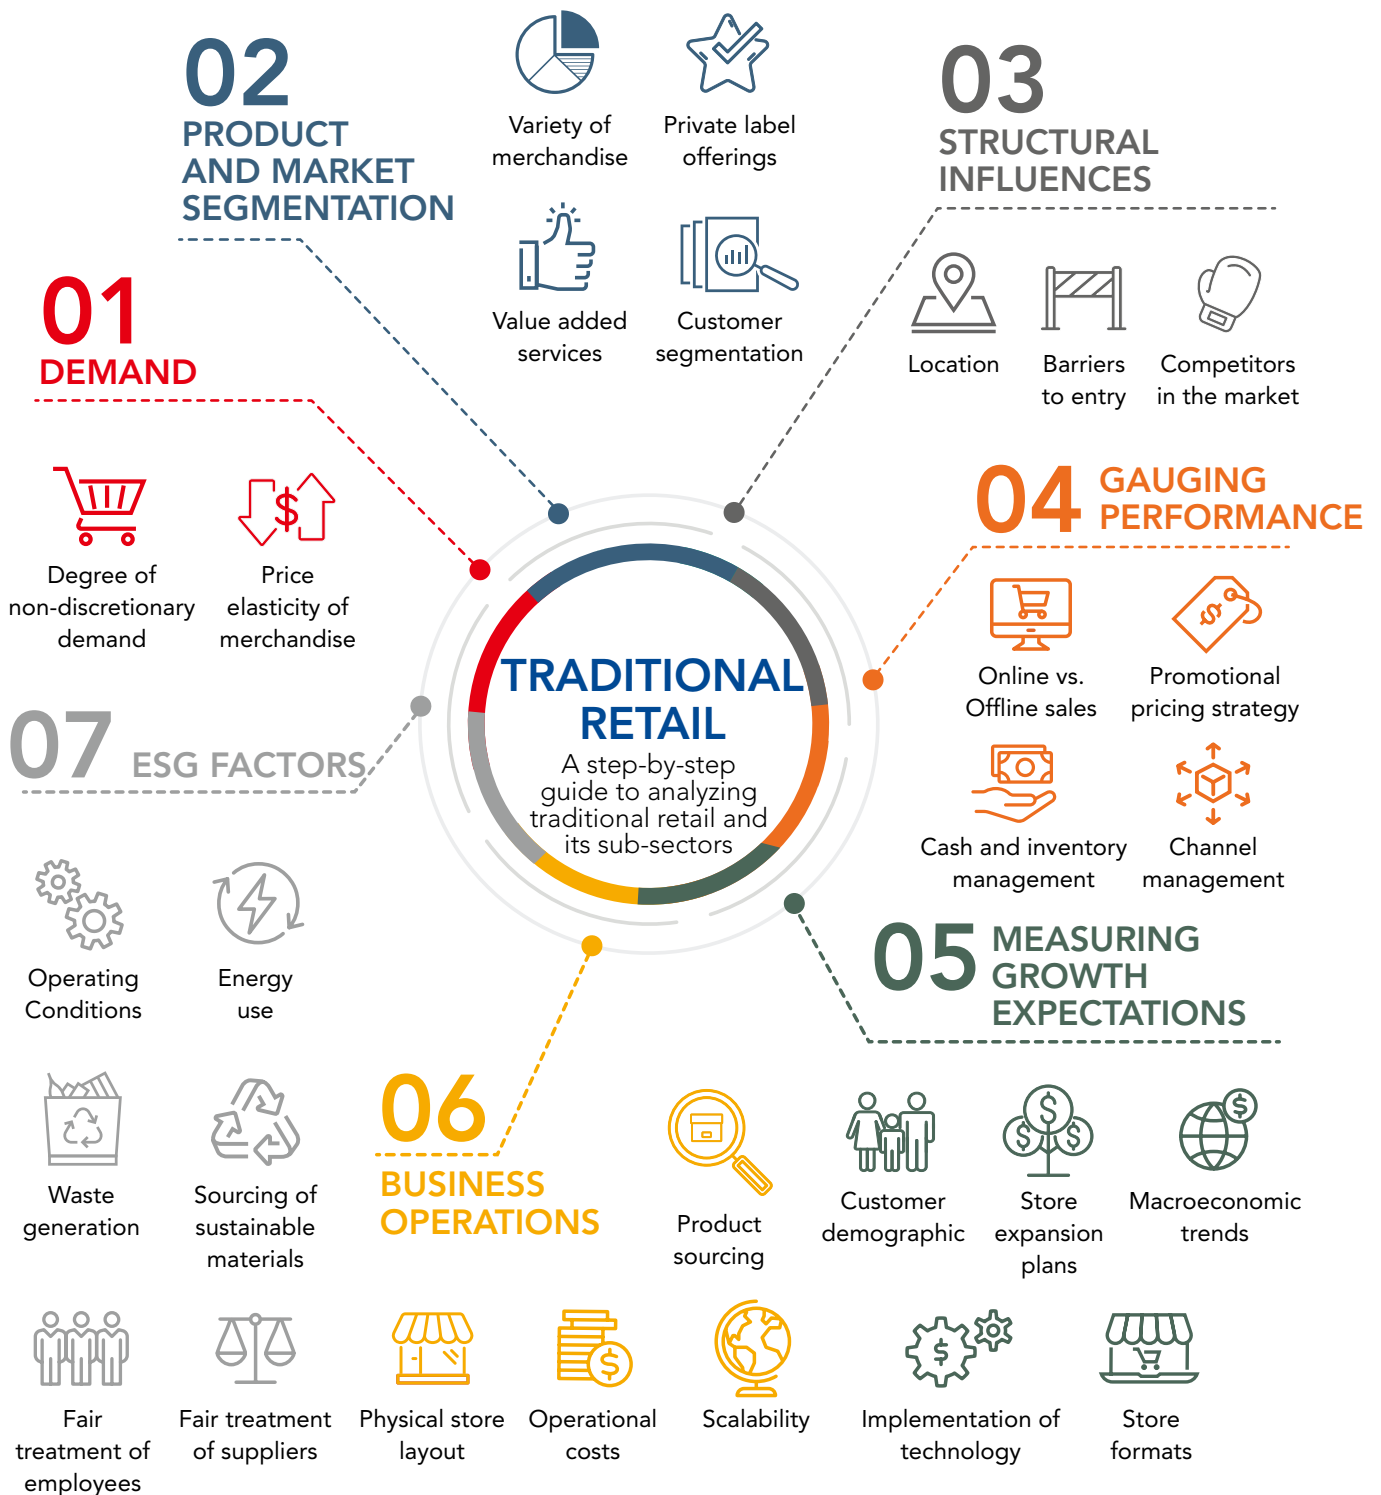 02
PRODUCT
AND MARKET
SEGMENTATION
Variety of
merchandise
Private label
offerings
Value added
services
Customer
segmentation
03
STRUCTURAL
INFLUENCES
Location
Barriers
to entry
Competitors
in the market
01
DEMAND
$
Degree of
non-discretionary
demand
Price
elasticity of
merchandise
04
GAUGING
PERFORMANCE
$
Online vs.
Offline sales
Promotional
pricing strategy
Cash and inventory
management
Channel
management
TRADITIONAL
RETAIL
A step-by-step
guide to analyzing
traditional retail and
its sub-sectors
07
ESG FACTORS
Operating
Conditions
Energy
use
Waste
generation
Sourcing of
sustainable
materials
Fair
treatment of
employees
Fair treatment
of suppliers
05
MEASURING
GROWTH
EXPECTATIONS
$
$
$
$
Customer
demographic
Store
expansion
plans
Macroeconomic
trends
$
Implementation of
technology
Store
formats
06
BUSINESS
OPERATIONS
Product
sourcing
$
Physical store
layout
Operational
costs
Scalability